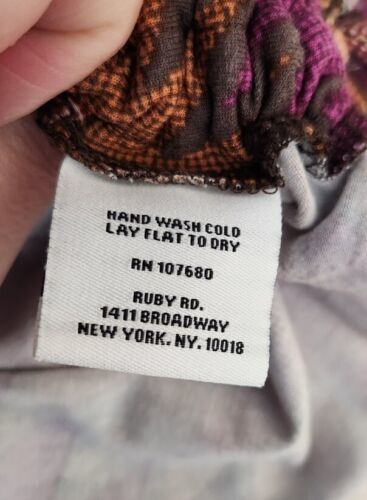 HAND WASH COLD
LAY FLAT TO DRY
RN 107680
RUBY RD.
1411 BROADWAY
NEW YORK. NY. 10018